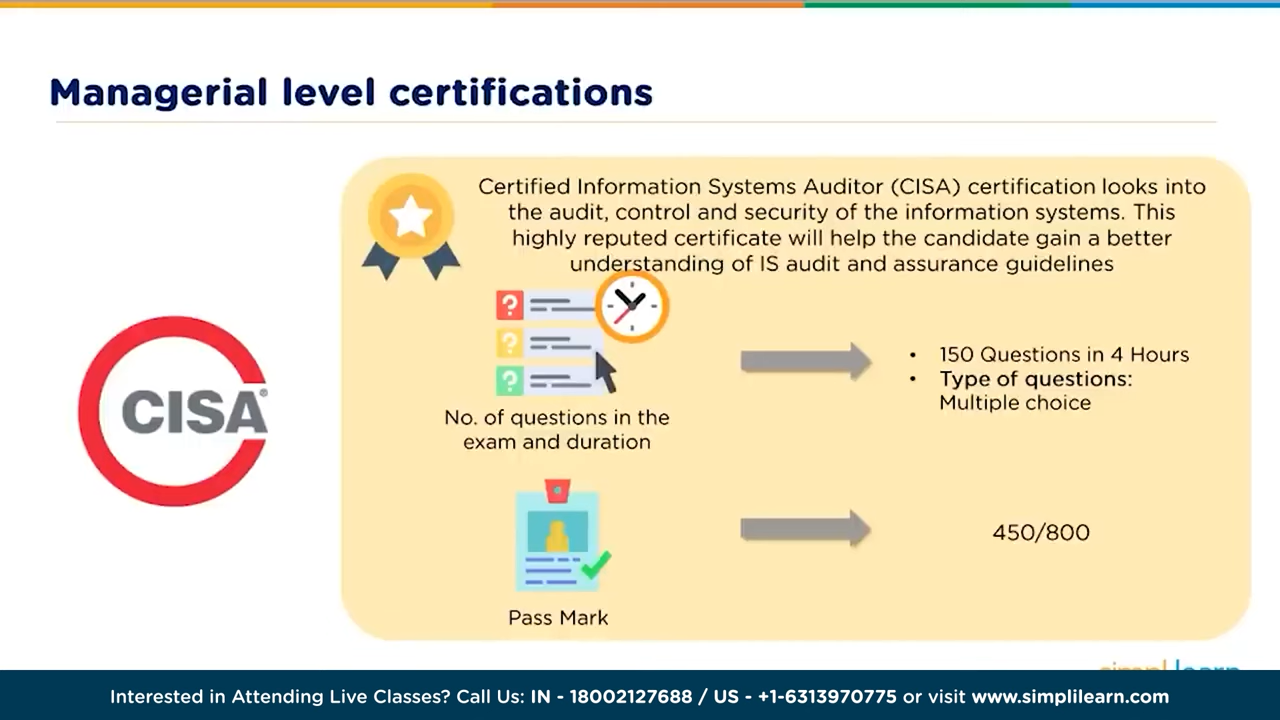 Managerial level certifications
Certified Information Systems Auditor (CISA) certification looks into
the audit, control and security of the information systems. This
highly reputed certificate will help the candidate gain a better
understanding of IS audit and assurance guidelines
CISA®
? 
?
?
No. of questions in the
exam and duration
• 150 Questions in 4 Hours
• Type of questions:
Multiple choice
Pass Mark
450/800
simplilearn
Interested in Attending Live Classes? Call Us: IN - 18002127688 / US - +1-6313970775 or visit www.simplilearn.com